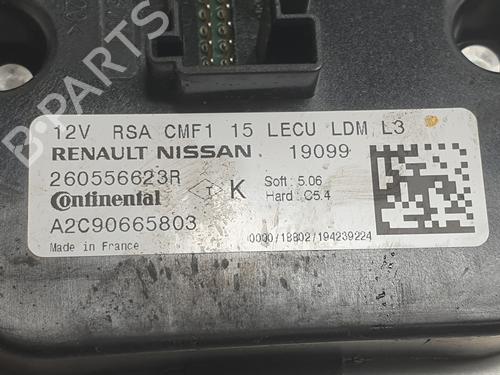 12V RSA CMF1 15 LECU LDM L3
RENAULT NISSAN 19099
260556623R K Soft : 5.06
Continental Hard : C5.4
A2C90665803
Made in France 0000/18802/194239224
B-PARTS